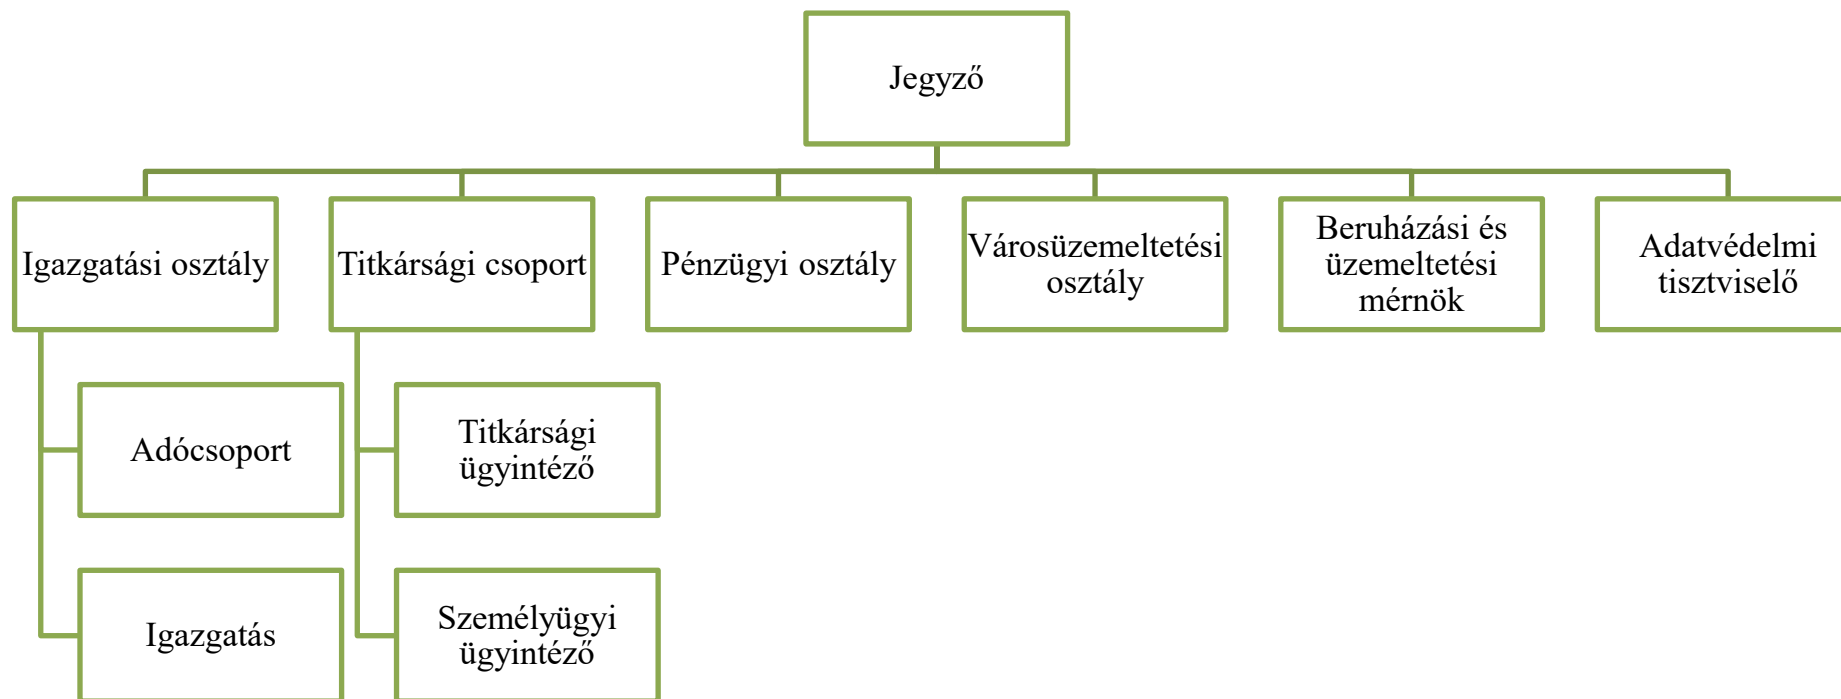 Jegyző
Igazgatási osztály
Titkársági csoport
Pénzügyi osztály
Városüzemeltetési
osztály
Beruházási és
üzemeltetési
mérnök
Adatvédelmi
tisztviselő
Adócsoport
Titkársági
ügyintéző
Igazgatás
Személyügyi
ügyintéző